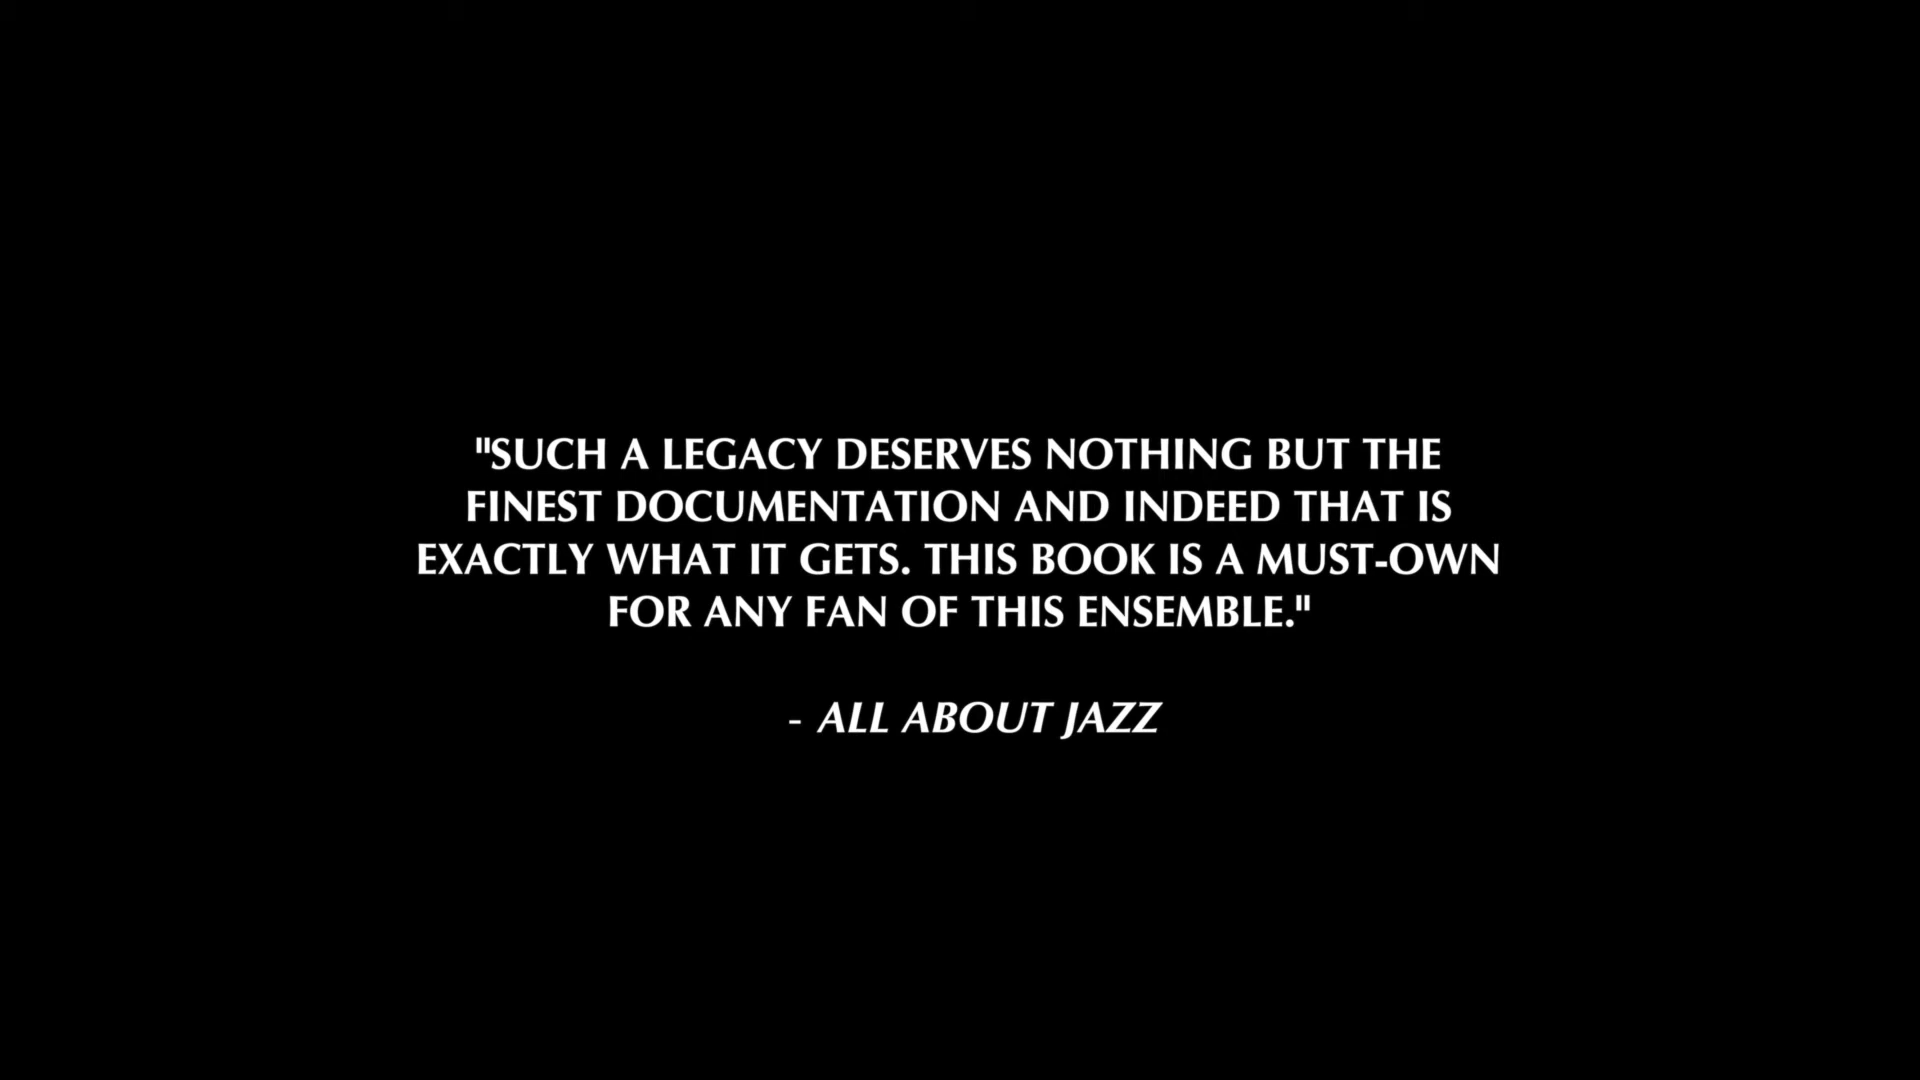 "SUCH A LEGACY DESERVES NOTHING BUT THE
FINEST DOCUMENTATION AND INDEED THAT IS
EXACTLY WHAT IT GETS. THIS BOOK IS A MUST-OWN
FOR ANY FAN OF THIS ENSEMBLE."
- ALL ABOUT JAZZ